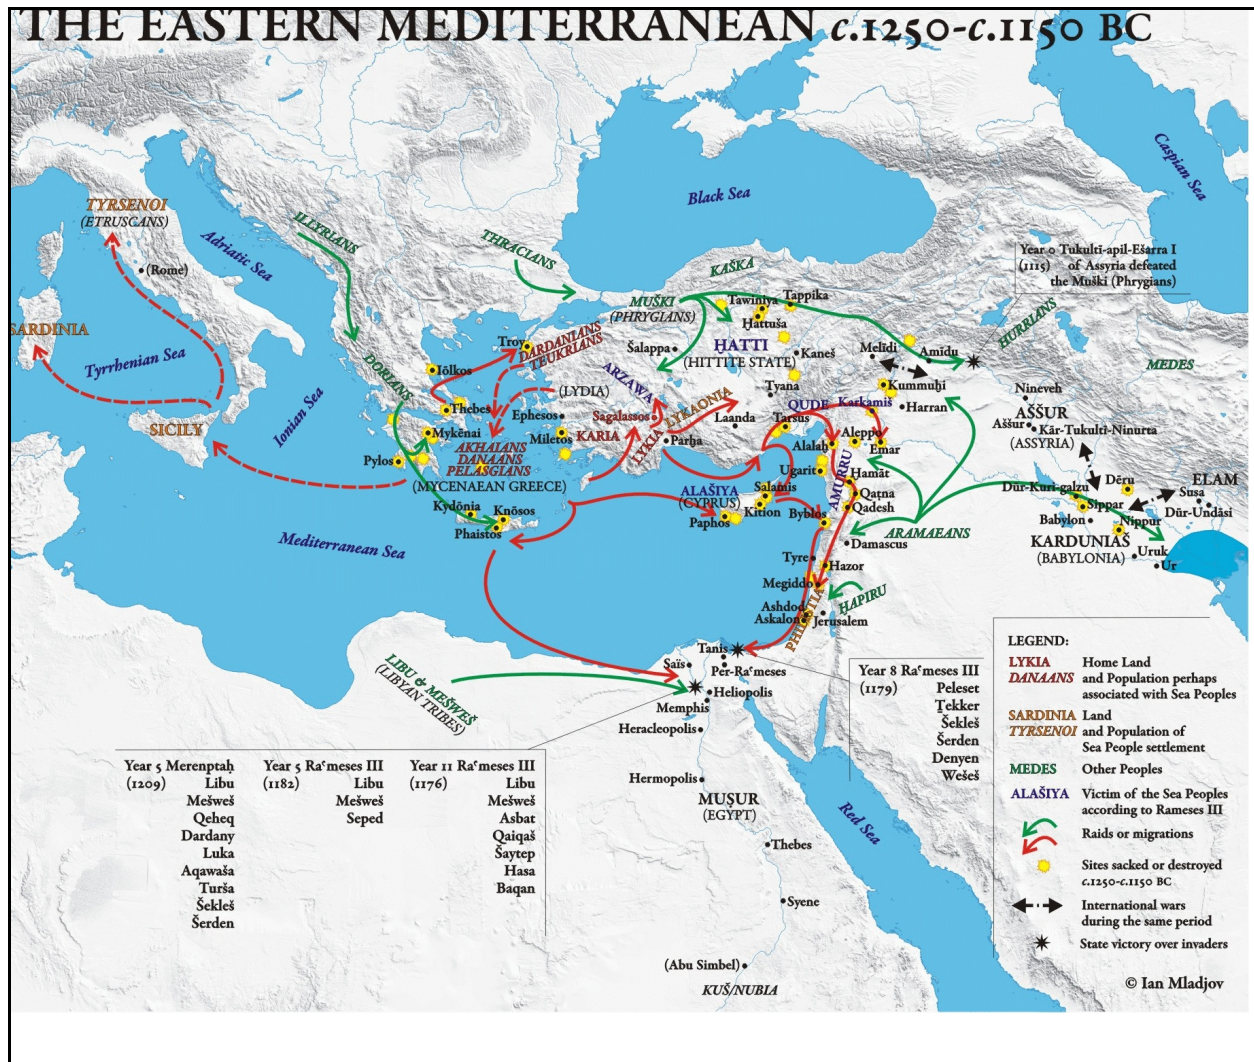 THE EASTERN MEDITERRANEAN c.1250-c.1150 BC
Caspian Sea
Black Sea
TYRSENOI
(ETRUSCANS)
ILLYRIANS
Adriatic Sea
THRACIANS
(Rome)
KAŠKA
Year 0 Tukulti-apil-Ešarra I
(1115) of Assyria defeated
the Muški (Phrygians)
MUŠKI
(PHRYGIANS)
Tawiniya
Tappika
Ḫattuša
HURRIANS
SARDINIA
Tyrrhenian Sea
Troy
DARDANIANS
TEUKRIANS
Šalappa
ḪATTI
(HITTITE STATE)
Kaneš
Melidi
Amidu
MEDES
DORIANS
Iōlkos
ARZAWA
(LYDIA)
LYKAONIA
Tyana
Kummuḫi
Nineveh
Ionian Sea
Thebes
Ephesos
Sagalassos
QUDE
Karkamiš
Harran
AŠŠUR
Aššur
Kār-Tukulti-Ninurta
(ASSYRIA)
SICILY
Mykēnai
Miletos
KARIA
LYKIA
Parḫa
Laanda
Tarsus
Alalaḫ
Aleppo
Emar
AKHAIANS
DANAANS
PELASGIANS
(MYCENAEAN GREECE)
Pylos
Ugarit
AMURRU
Ḥamāt
Dēru
ELAM
Susa
Dūr-Undāsi
Dūr-Kuri-galzu
Sippar
Kydōnia
Knōsos
Phaistos
ALAŠIYA
(CYPRUS)
Salamis
Kition
Paphos
Byblos
Qaṭna
Qadesh
Babylon
Nippur
KARDUNIAŠ
(BABYLONIA)
Uruk
Ur
Mediterranean Sea
ARAMAEANS
Damascus
Tyre
Hazor
Megiddo
ḪAPIRU
Ashdod
Askalon
Jerusalem
PHILISTIA
LIBU & MEŠWEŠ
(LIBYAN TRIBES)
Saïs
Tanis
Per-Raʿmeses
Heliopolis
Memphis
Heracleopolis
Hermopolis
MUṢUR
(EGYPT)
Thebes
Syene
(Abu Simbel)
KUŠ/NUBIA
Red Sea
Year 8 Raʿmeses III
(1179) Peleset
Ṯekker
Šekleš
Šerden
Denyen
Wešeš
Year 5 Merenptaḥ
(1209) Libu
Mešweš
Qeheq
Dardany
Luka
Aqawaša
Turša
Šekleš
Šerden
Year 5 Raʿmeses III
(1182) Libu
Mešweš
Seped
Year 11 Raʿmeses III
(1176) Libu
Mešweš
Asbat
Qaiqaš
Šaytep
Hasa
Baqan
LEGEND:
LYKIA Home Land
DANAANS and Population perhaps
associated with Sea Peoples
SARDINIA Land
TYRSENOI and Population of
Sea People settlement
MEDES Other Peoples
ALAŠIYA Victim of the Sea Peoples
according to Rameses III
Raids or migrations
Sites sacked or destroyed
c.1250-c.1150 BC
International wars
during the same period
State victory over invaders
© Ian Mladjov